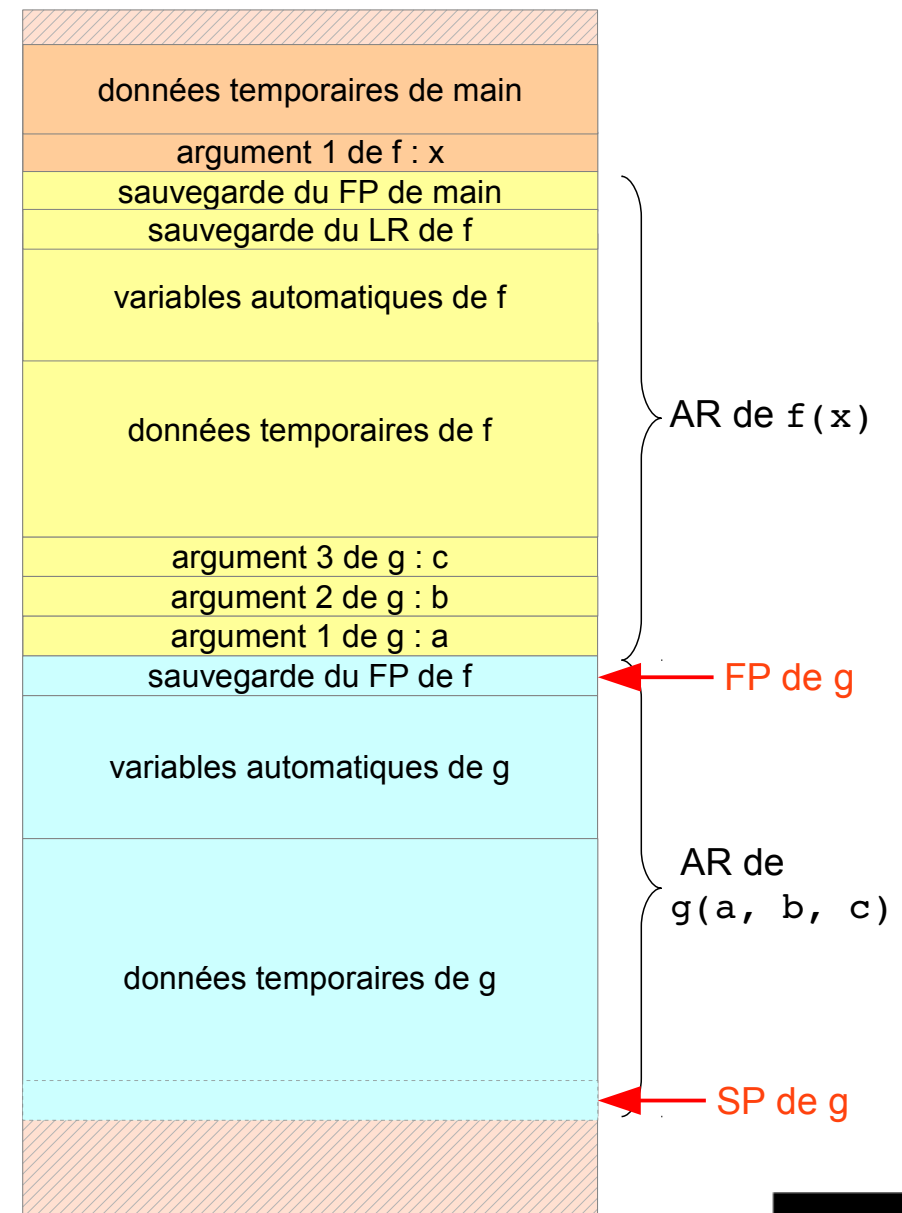 données temporaires de main
argument 1 de f : x
sauvegarde du FP de main
sauvegarde du LR de f
variables automatiques de f
données temporaires de f
AR de f(x)
argument 3 de g : c
argument 2 de g : b
argument 1 de g : a
sauvegarde du FP de f
FP de g
variables automatiques de g
AR de
g(a, b, c)
données temporaires de g
SP de g